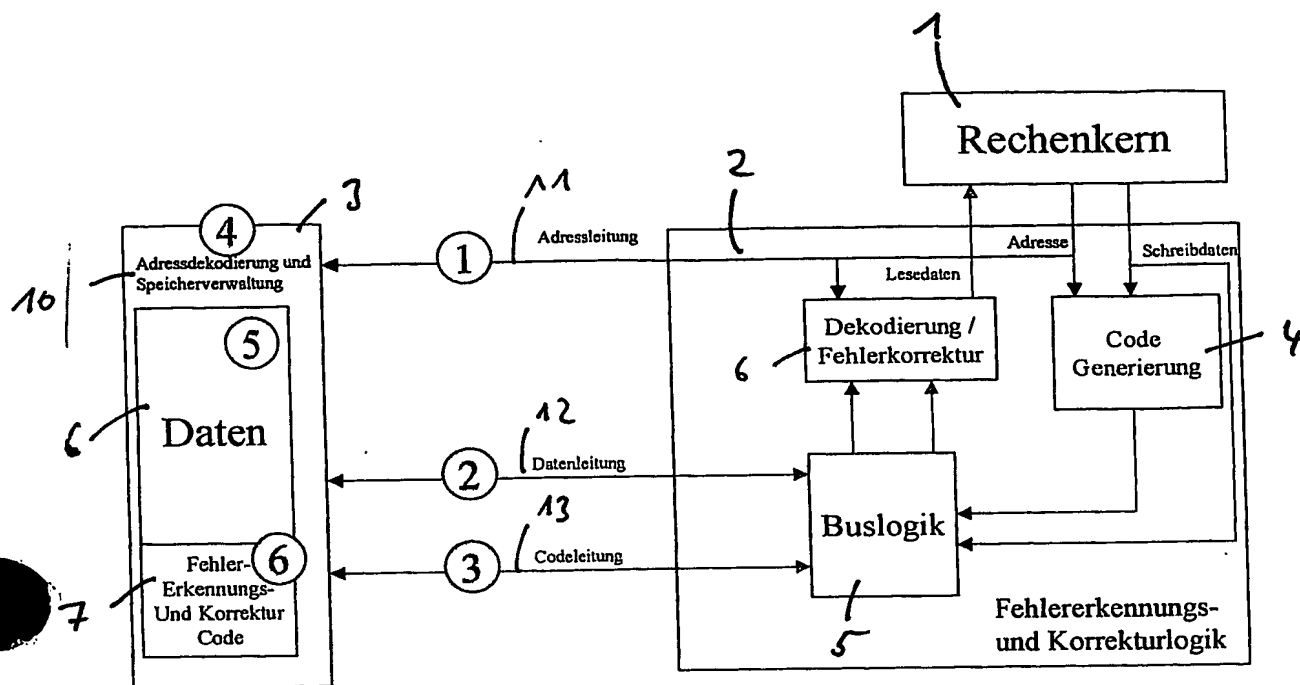 1
Rechenkern
11
2
3
④
Adressleitung
Adresse
Schreibdaten
①
Adressdekodierung und
Speicherverwaltung
Lesedaten
10
⑤
Dekodierung /
Fehlerkorrektur
6
Code
Generierung
4
6
Daten
12
②
Datenleitung
13
Buslogik
③
Codeleitung
⑥
Fehler-
Erkennungs-
Und Korrektur
Code
7
5
Fehlererkennungs-
und Korrekturlogik